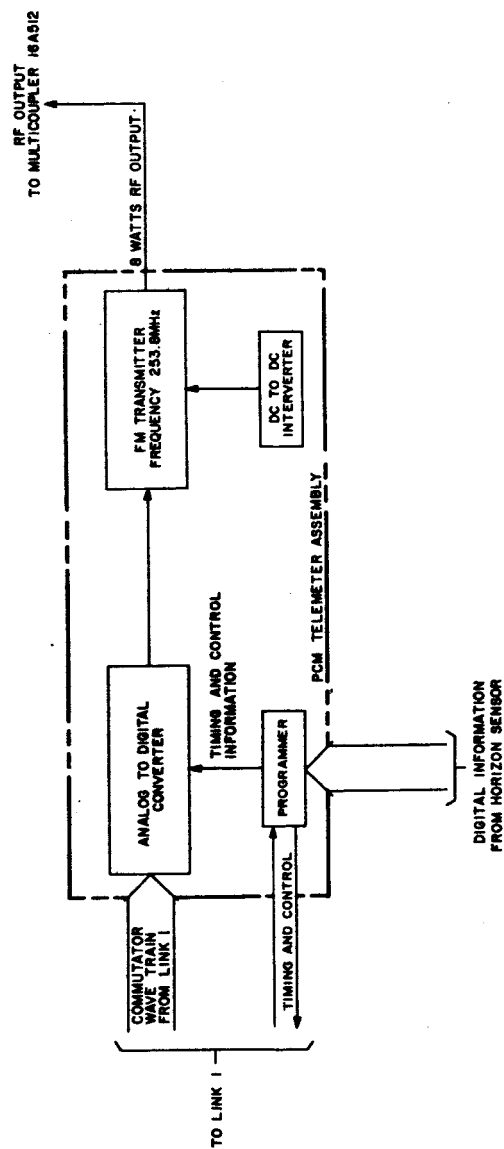 RF OUTPUT
TO MULTICOUPLER 16A512
8 WATTS RF OUTPUT
FM TRANSMITTER
FREQUENCY 253.8MHz
DC TO DC
INTERVERTER
PCM TELEMETER ASSEMBLY
ANALOG TO DIGITAL
CONVERTER
TIMING AND CONTROL
INFORMATION
PROGRAMMER
COMMUTATOR
WAVE TRAIN
FROM LINK I
TIMING AND CONTROL
TO LINK I
DIGITAL INFORMATION
FROM HORIZON SENSOR